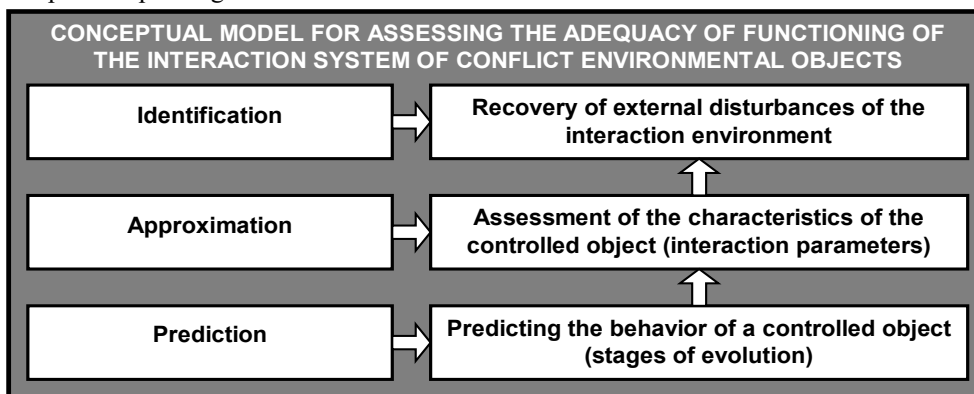 CONCEPTUAL MODEL FOR ASSESSING THE ADEQUACY OF FUNCTIONING OF
THE INTERACTION SYSTEM OF CONFLICT ENVIRONMENTAL OBJECTS
Identification
Recovery of external disturbances of the
interaction environment
Approximation
Assessment of the characteristics of the
controlled object (interaction parameters)
Prediction
Predicting the behavior of a controlled object
(stages of evolution)